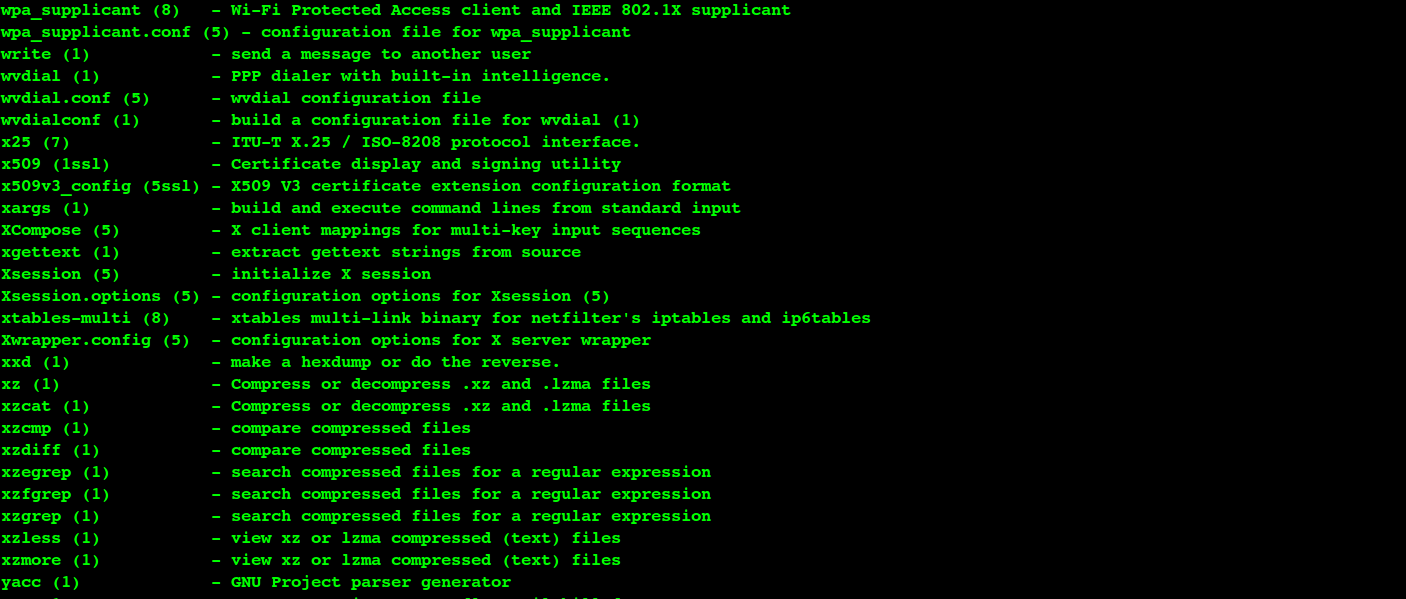 wpa_supplicant (8)   - Wi-Fi Protected Access client and IEEE 802.1X supplicant
wpa_supplicant.conf (5) - configuration file for wpa_supplicant
write (1)            - send a message to another user
wvdial (1)           - PPP dialer with built-in intelligence.
wvdial.conf (5)      - wvdial configuration file
wvdialconf (1)       - build a configuration file for wvdial (1)
x25 (7)              - ITU-T X.25 / ISO-8208 protocol interface.
x509 (1ssl)          - Certificate display and signing utility
x509v3_config (5ssl) - X509 V3 certificate extension configuration format
xargs (1)            - build and execute command lines from standard input
XCompose (5)         - X client mappings for multi-key input sequences
xgettext (1)         - extract gettext strings from source
Xsession (5)         - initialize X session
Xsession.options (5) - configuration options for Xsession (5)
xtables-multi (8)    - xtables multi-link binary for netfilter's iptables and ip6tables
Xwrapper.config (5)  - configuration options for X server wrapper
xxd (1)              - make a hexdump or do the reverse.
xz (1)               - Compress or decompress .xz and .lzma files
xzcat (1)            - Compress or decompress .xz and .lzma files
xzcmp (1)            - compare compressed files
xzdiff (1)           - compare compressed files
xzegrep (1)          - search compressed files for a regular expression
xzfgrep (1)          - search compressed files for a regular expression
xzgrep (1)           - search compressed files for a regular expression
xzless (1)           - view xz or lzma compressed (text) files
xzmore (1)           - view xz or lzma compressed (text) files
yacc (1)             - GNU Project parser generator